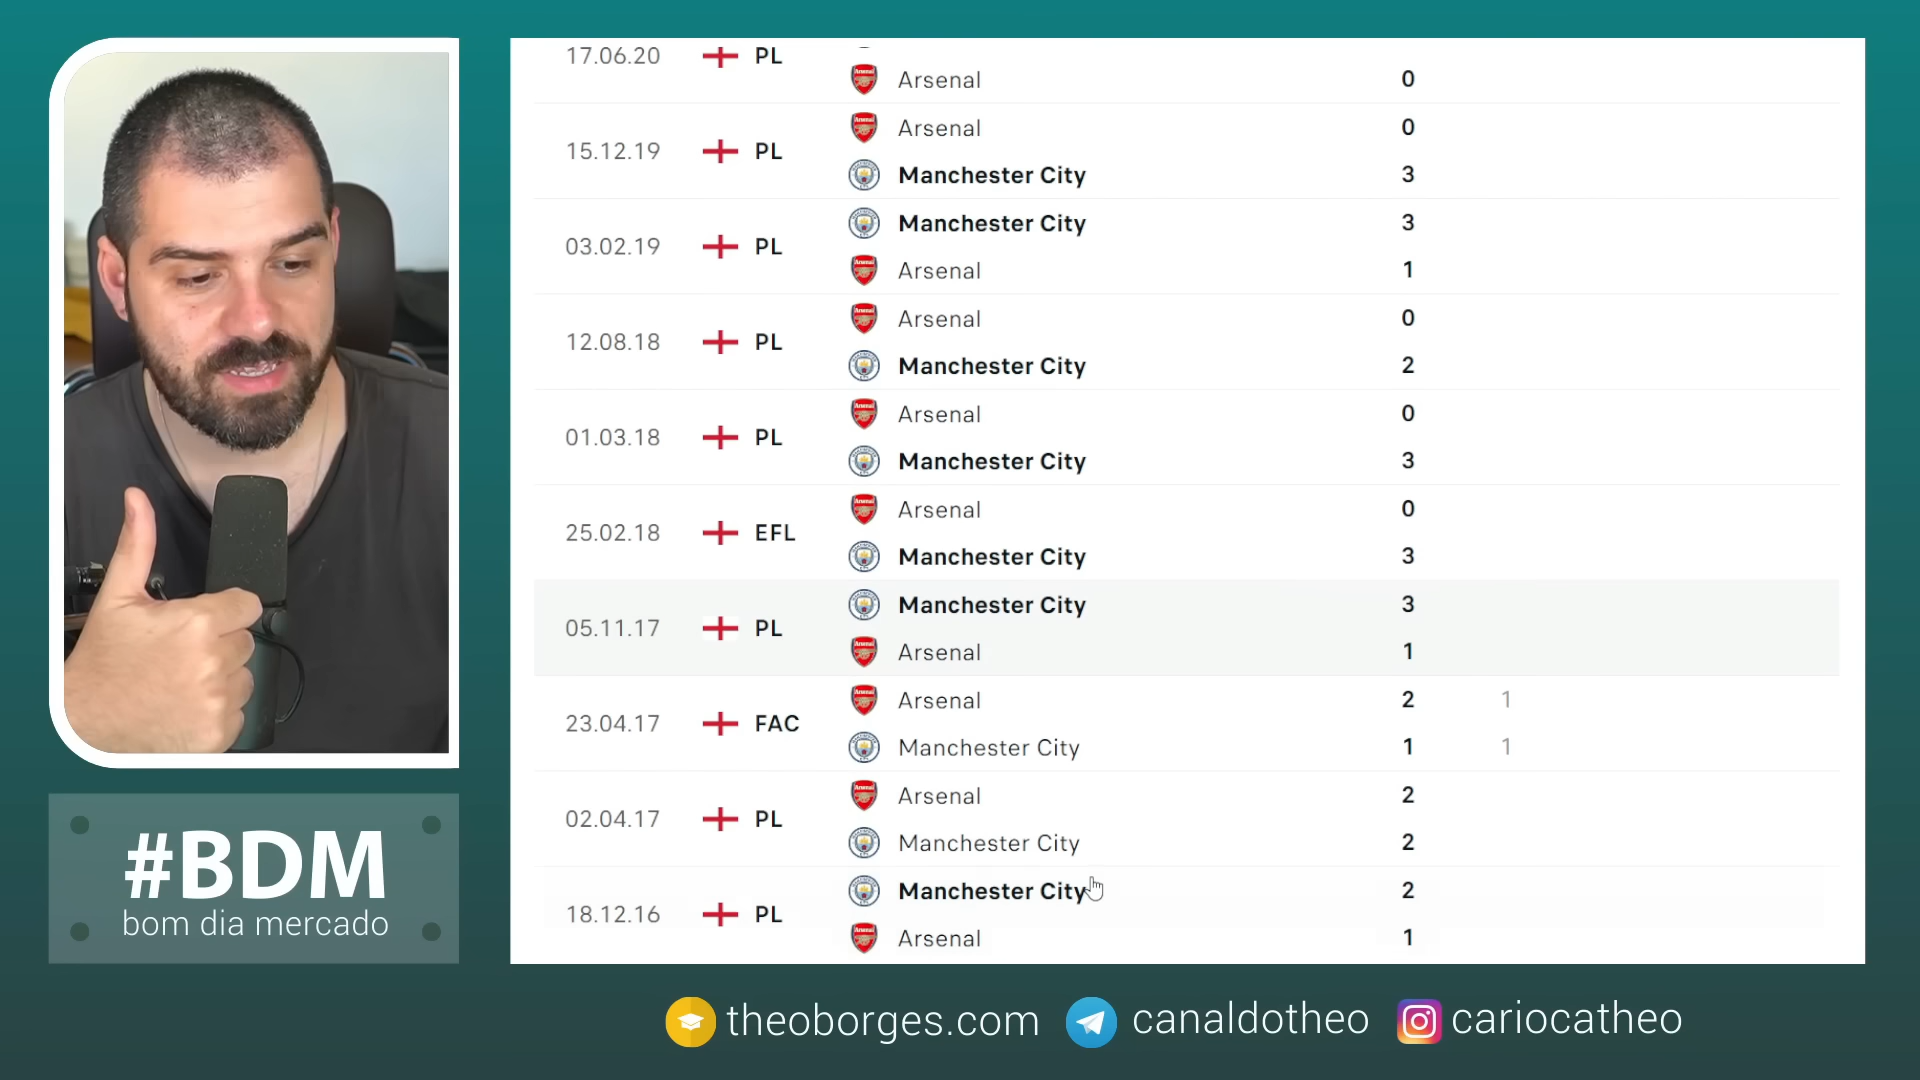 17.06.20 PL
Arsenal 0
15.12.19 PL
Arsenal 0
Manchester City 3
03.02.19 PL
Manchester City 3
Arsenal 1
12.08.18 PL
Arsenal 0
Manchester City 2
01.03.18 PL
Arsenal 0
Manchester City 3
25.02.18 EFL
Arsenal 0
Manchester City 3
05.11.17 PL
Manchester City 3
Arsenal 1
23.04.17 FAC
Arsenal 2 1
Manchester City 1 1
02.04.17 PL
Arsenal 2
Manchester City 2
18.12.16 PL
Manchester City 2
Arsenal 1
#BDM
bom dia mercado
theoborges.com
canaldotheo
cariocatheo